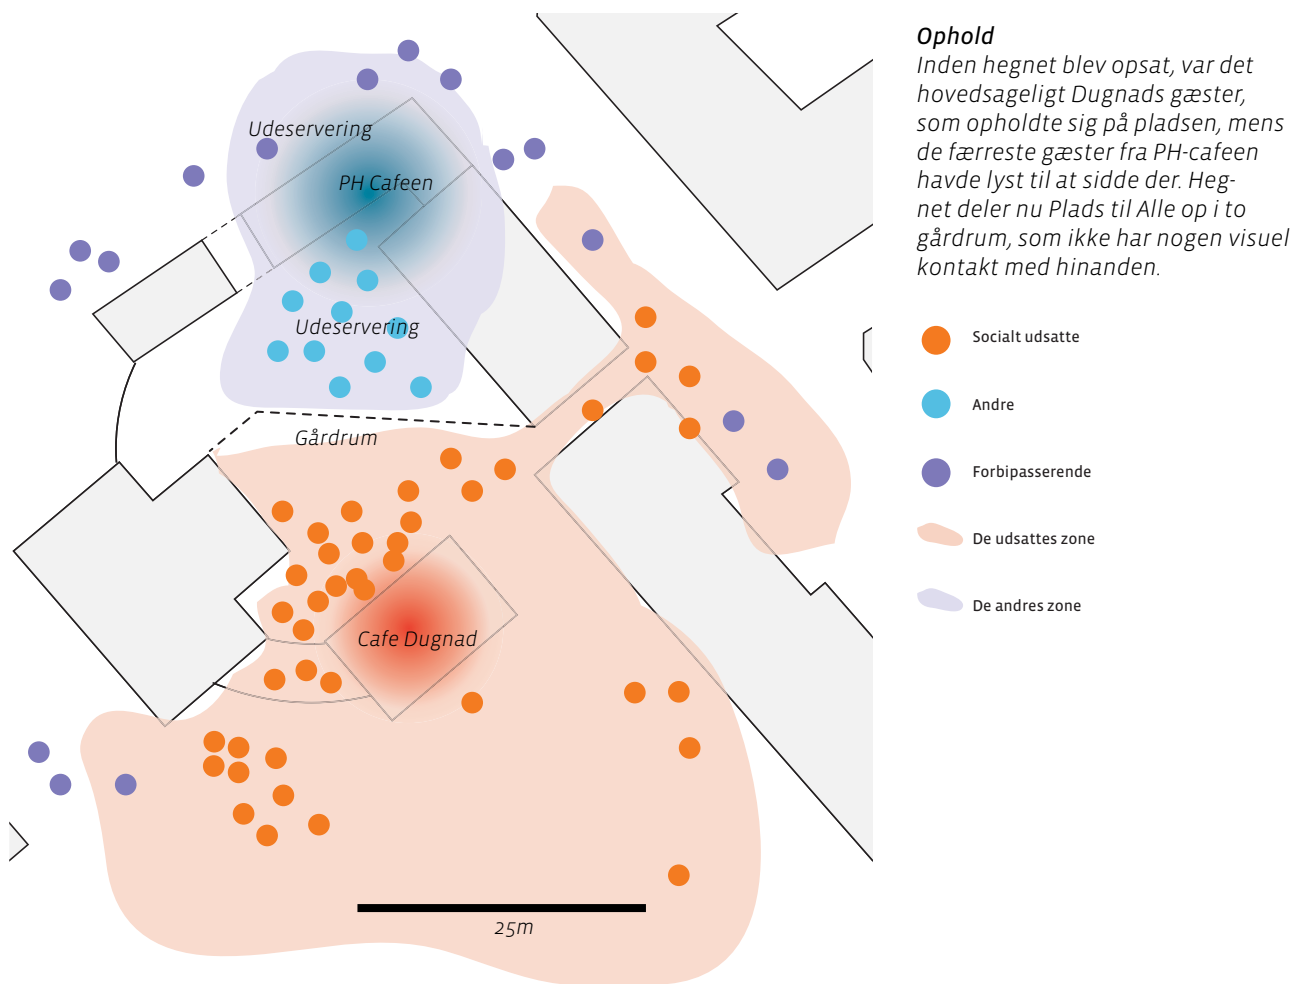 Ophold
Inden hegnet blev opsat, var det
hovedsageligt Dugnads gæster,
som opholdte sig på pladsen, mens
de færreste gæster fra PH-cafeen
havde lyst til at sidde der. Heg-
net deler nu Plads til Alle op i to
gårdrum, som ikke har nogen visuel
kontakt med hinanden.
Socialt udsatte
Andre
Forbipasserende
De udsattes zone
De andres zone
Udeservering
PH Cafeen
Udeservering
Gårdrum
Cafe Dugnad
25m